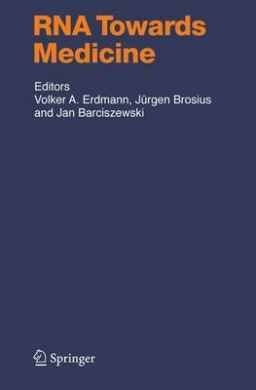 RNA Towards
Medicine
Editors
Volker A. Erdmann, Jürgen Brosius
and Jan Barciszewski
Springer